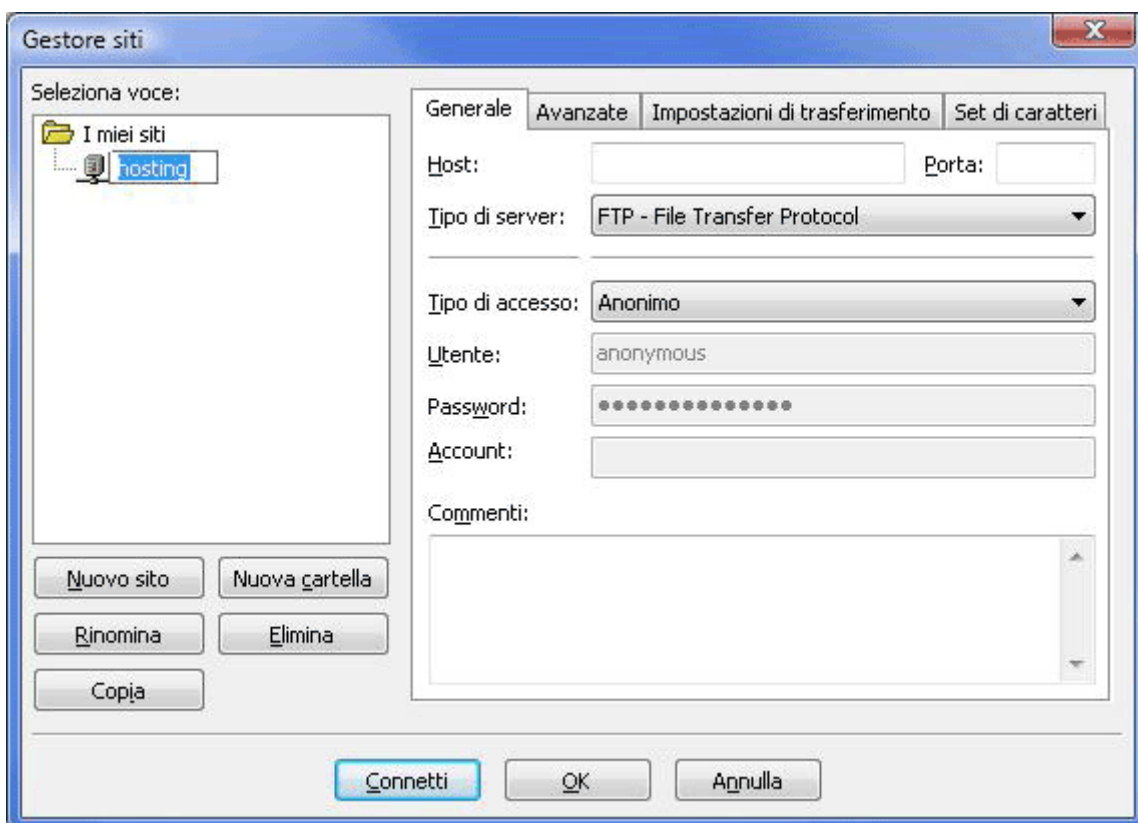 Gestore siti
x
Seleziona voce:
I miei siti
hosting
Nuovo sito Nuova cartella
Rinomina Elimina
Copia
Generale Avanzate Impostazioni di trasferimento Set di caratteri
Host: Porta:
Tipo di server: FTP - File Transfer Protocol
Tipo di accesso: Anonimo
Utente: anonymous
Password: ●●●●●●●●●●●●●●
Account:
Commenti:
Connetti OK Annulla